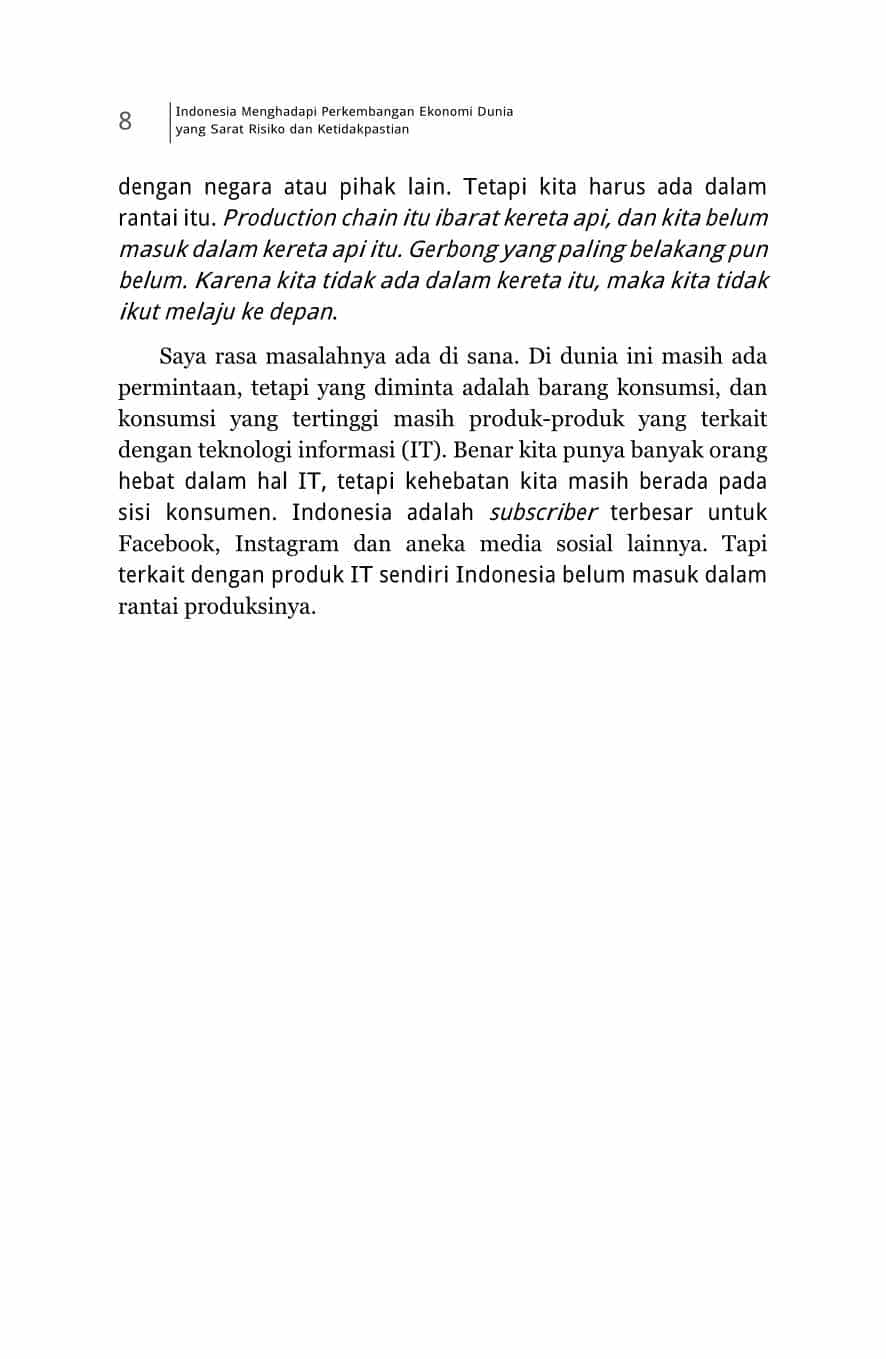 8
Indonesia Menghadapi Perkembangan Ekonomi Dunia
yang Sarat Risiko dan Ketidakpastian
dengan negara atau pihak lain. Tetapi kita harus ada dalam
rantai itu. Production chain itu ibarat kereta api, dan kita belum
masuk dalam kereta api itu. Gerbong yang paling belakang pun
belum. Karena kita tidak ada dalam kereta itu, maka kita tidak
ikut melaju ke depan.
Saya rasa masalahnya ada di sana. Di dunia ini masih ada
permintaan, tetapi yang diminta adalah barang konsumsi, dan
konsumsi yang tertinggi masih produk-produk yang terkait
dengan teknologi informasi (IT). Benar kita punya banyak orang
hebat dalam hal IT, tetapi kehebatan kita masih berada pada
sisi konsumen. Indonesia adalah subscriber terbesar untuk
Facebook, Instagram dan aneka media sosial lainnya. Tapi
terkait dengan produk IT sendiri Indonesia belum masuk dalam
rantai produksinya.